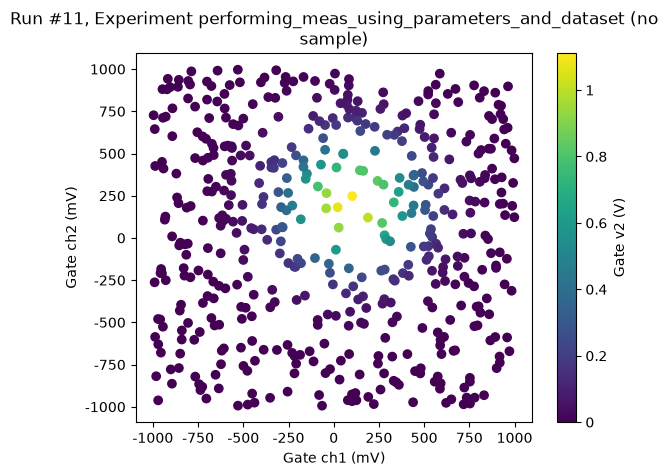 Run #11, Experiment performing_meas_using_parameters_and_dataset (no
sample)
1000
750
500
250
0
-250
-500
-750
-1000
Gate ch2 (mV)
-1000 -750 -500 -250 0 250 500 750 1000
Gate ch1 (mV)
1
0.8
0.6
0.4
0.2
0
Gate v2 (V)